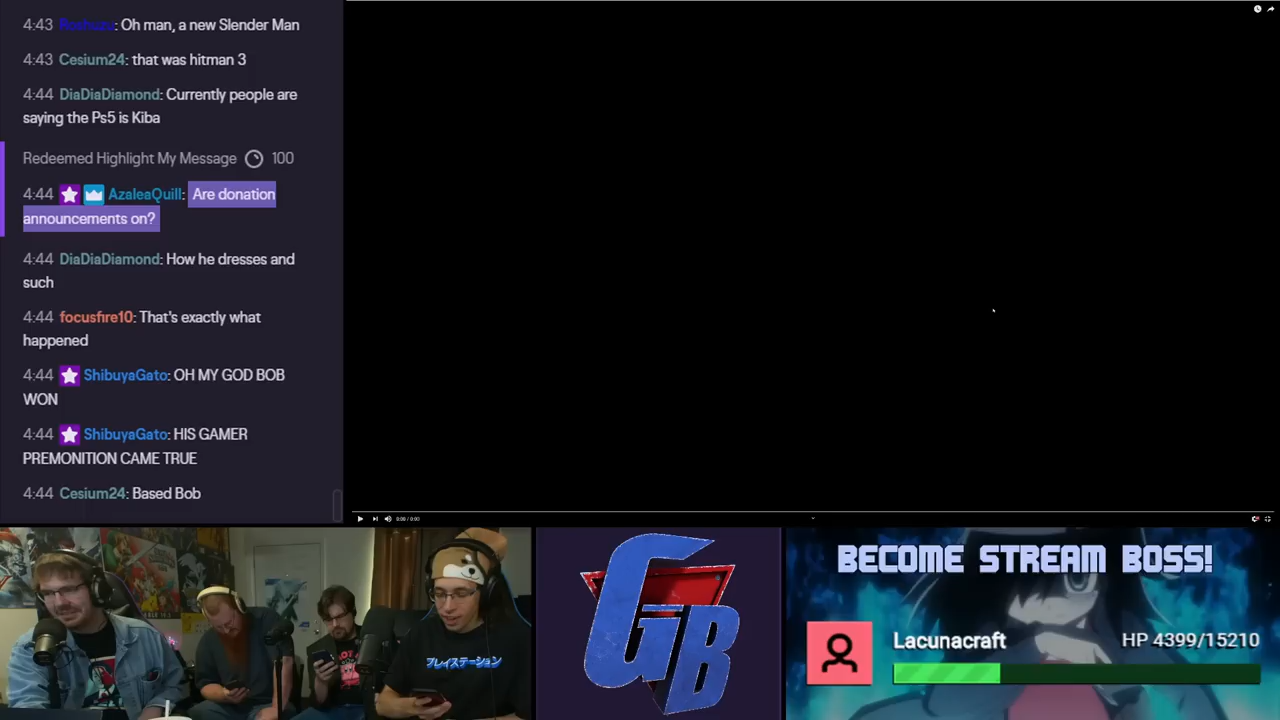 4:43 Roshuzu: Oh man, a new Slender Man
4:43 Cesium24: that was hitman 3
4:44 DiaDiaDiamond: Currently people are
saying the Ps5 is Kiba
Redeemed Highlight My Message 100
4:44 AzaleaQuill: Are donation
announcements on?
4:44 DiaDiaDiamond: How he dresses and
such
4:44 focusfire10: That's exactly what
happened
4:44 ShibuyaGato: OH MY GOD BOB
WON
4:44 ShibuyaGato: HIS GAMER
PREMONITION CAME TRUE
4:44 Cesium24: Based Bob
プレイステーション
GB
BECOME STREAM BOSS!
Lacunacraft HP 4399/15210